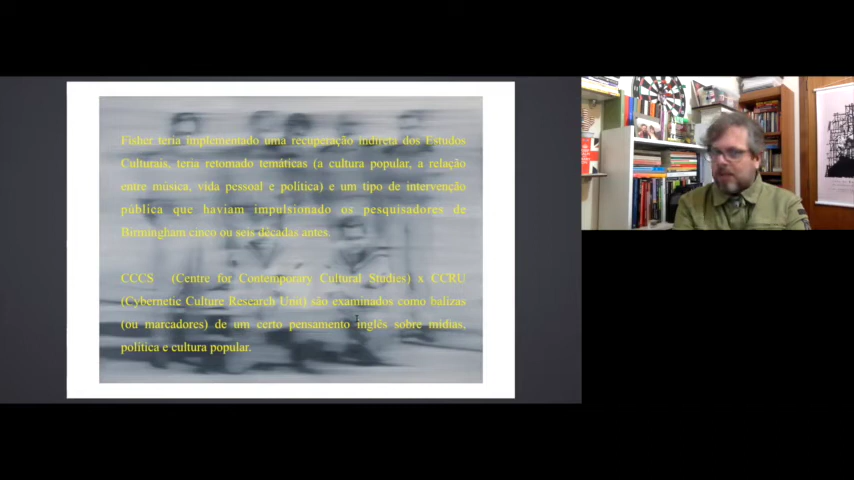 Fisher teria implementado uma recuperação indireta dos Estudos
Culturais, teria retomado temáticas (a cultura popular, a relação
entre música, vida pessoal e política) e um tipo de intervenção
pública que haviam impulsionado os pesquisadores de
Birmingham cinco ou seis décadas antes.
CCCS (Centre for Contemporary Cultural Studies) x CCRU
(Cybernetic Culture Research Unit) são examinados como balizas
(ou marcadores) de um certo pensamento inglês sobre mídias,
política e cultura popular.